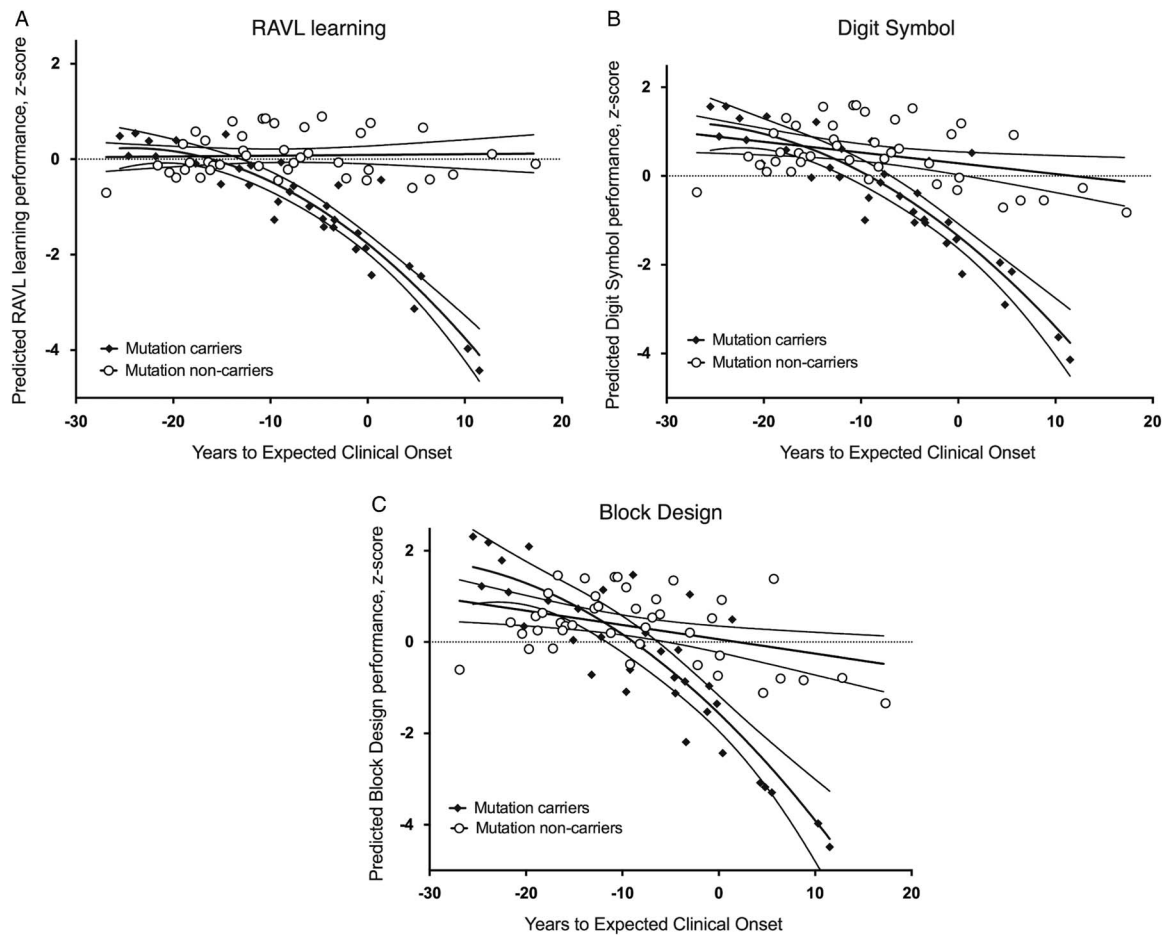 A
RAVL learning
Predicted RAVL learning performance, z-score
2
0
-2
-4
Mutation carriers
Mutation non-carriers
-30 -20 -10 0 10 20
Years to Expected Clinical Onset
B
Digit Symbol
Predicted Digit Symbol performance, z-score
2
0
-2
-4
Mutation carriers
Mutation non-carriers
-30 -20 -10 0 10 20
Years to Expected Clinical Onset
C
Block Design
Predicted Block Design performance, z-score
2
0
-2
-4
Mutation carriers
Mutation non-carriers
-30 -20 -10 0 10 20
Years to Expected Clinical Onset